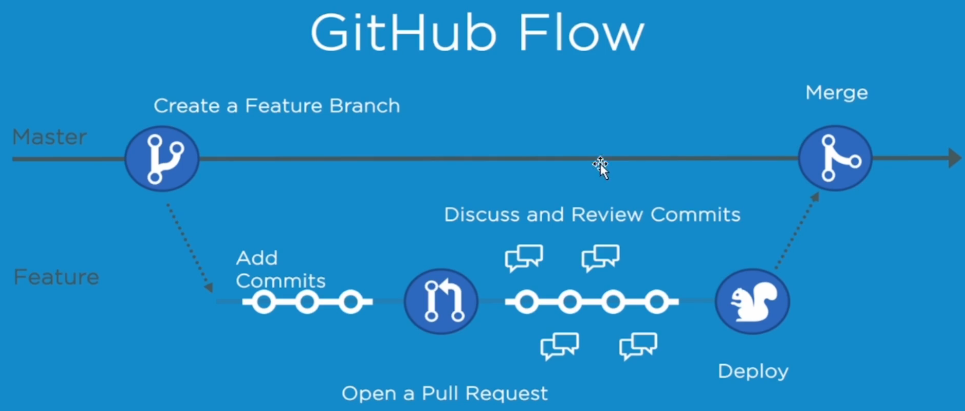 GitHub Flow
Create a Feature Branch
Merge
Master
Discuss and Review Commits
Add
Commits
Feature
Deploy
Open a Pull Request